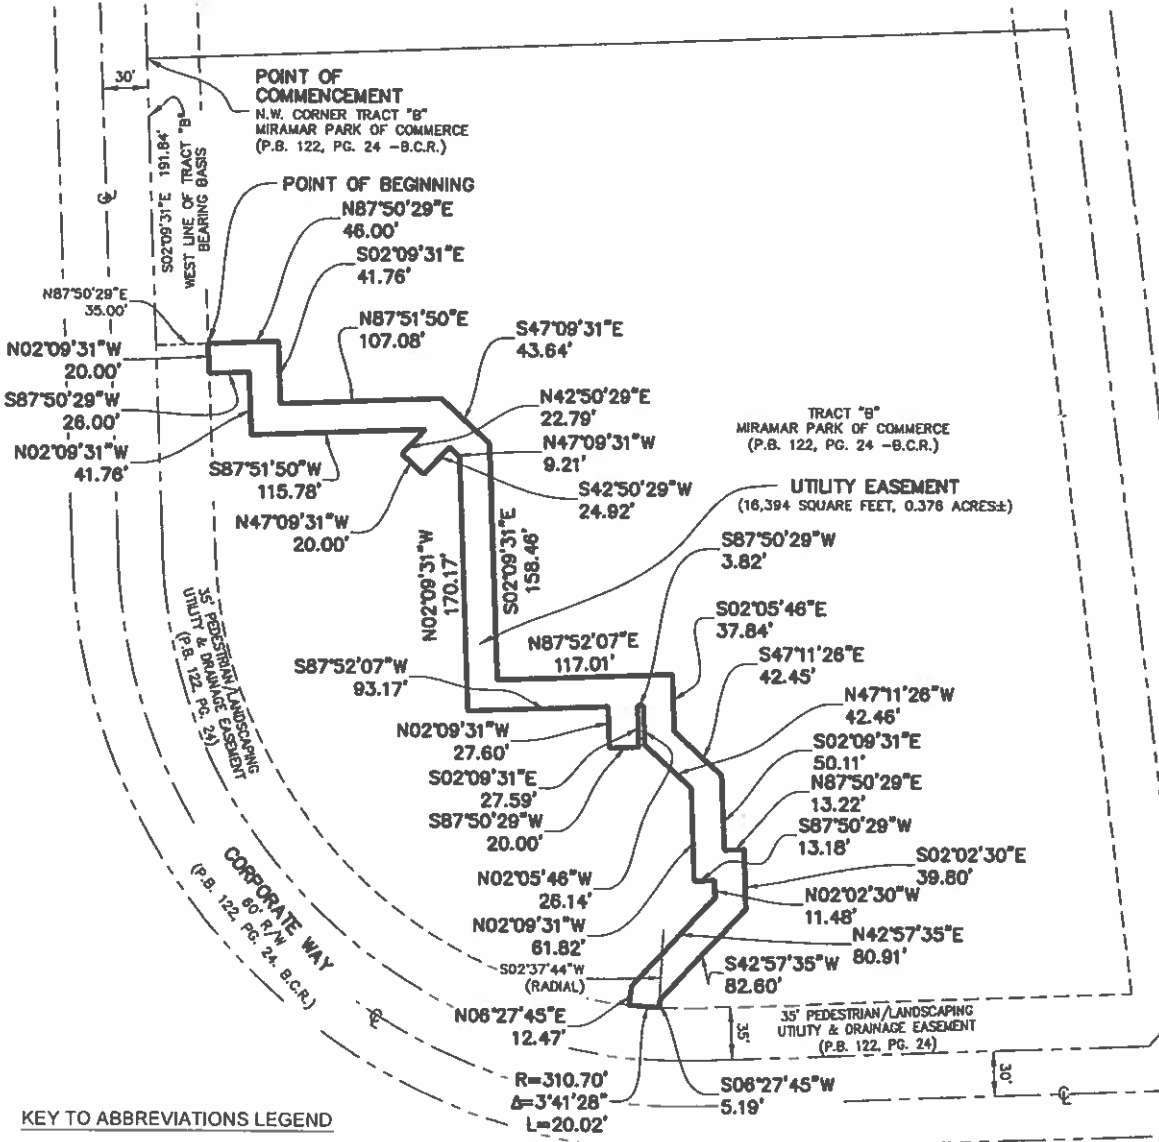 30'
POINT OF
COMMENCEMENT
N.W. CORNER TRACT "B"
MIRAMAR PARK OF COMMERCE
(P.B. 122, PG. 24 -B.C.R.)
S02°09'31"E 191.84'
WEST LINE OF TRACT "B"
BEARING BASIS
POINT OF BEGINNING
N87°50'29"E
46.00'
S02°09'31"E
41.76'
N87°50'29"E
35.00'
N87°51'50"E
107.08'
S47°09'31"E
43.64'
N02°09'31"W
20.00'
S87°50'29"W
26.00'
N02°09'31"W
41.76'
N42°50'29"E
22.79'
N47°09'31"W
9.21'
S87°51'50"W
115.78'
S42°50'29"W
24.92'
N47°09'31"W
20.00'
TRACT "B"
MIRAMAR PARK OF COMMERCE
(P.B. 122, PG. 24 -B.C.R.)
UTILITY EASEMENT
(16,394 SQUARE FEET, 0.376 ACRES±)
N02°09'31"W
170.17'
S02°09'31"E
158.46'
S87°50'29"W
3.82'
S02°05'46"E
37.84'
N87°52'07"E
117.01'
S87°52'07"W
93.17'
S47°11'26"E
42.45'
N47°11'26"W
42.46'
N02°09'31"W
27.60'
S02°09'31"E
50.11'
S02°09'31"E
27.59'
N87°50'29"E
13.22'
S87°50'29"W
20.00'
S87°50'29"W
13.18'
S02°02'30"E
39.80'
N02°05'46"W
26.14'
N02°02'30"W
11.48'
N02°09'31"W
61.82'
N42°57'35"E
80.91'
S42°57'35"W
82.60'
S02°37'44"W
(RADIAL)
N06°27'45"E
12.47'
35' PEDESTRIAN/LANDSCAPING
UTILITY & DRAINAGE EASEMENT
(P.B. 122, PG. 24)
CORPORATE WAY
60' R/W
(P.B. 122, PG. 24, B.C.R.)
35' PEDESTRIAN/LANDSCAPING
UTILITY & DRAINAGE EASEMENT
(P.B. 122, PG. 24)
35'
30'
R=310.70'
Δ=3°41'28"
L=20.02'
S06°27'45"W
5.19'
KEY TO ABBREVIATIONS LEGEND